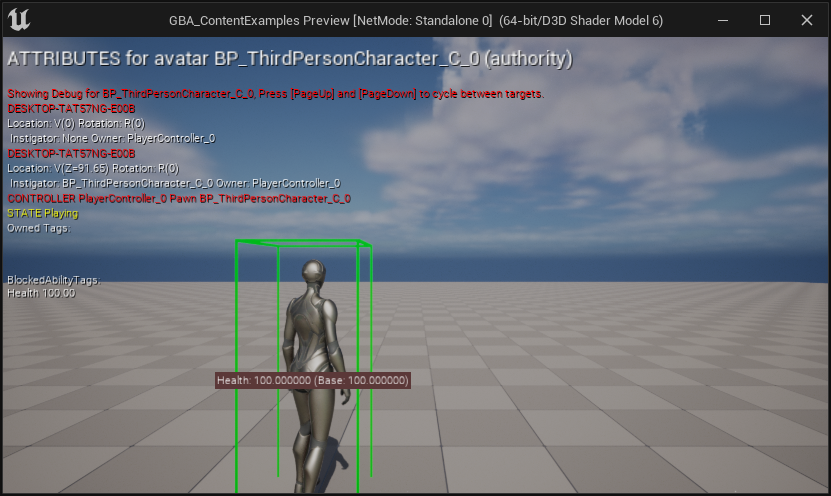 GBA_ContentExamples Preview [NetMode: Standalone 0] (64-bit/D3D Shader Model 6)
ATTRIBUTES for avatar BP_ThirdPersonCharacter_C_0 (authority)
Showing Debug for BP_ThirdPersonCharacter_C_0, Press [PageUp] and [PageDown] to cycle between targets.
DESKTOP-TAT57NG-E00B
Location: V(0) Rotation: R(0)
Instigator: None Owner: PlayerController_0
DESKTOP-TAT57NG-E00B
Location: V(Z=91.65) Rotation: R(0)
Instigator: BP_ThirdPersonCharacter_C_0 Owner: PlayerController_0
CONTROLLER PlayerController_0 Pawn BP_ThirdPersonCharacter_C_0
STATE Playing
Owned Tags:
BlockedAbilityTags:
Health 100.00
Health: 100.000000 (Base: 100.000000)